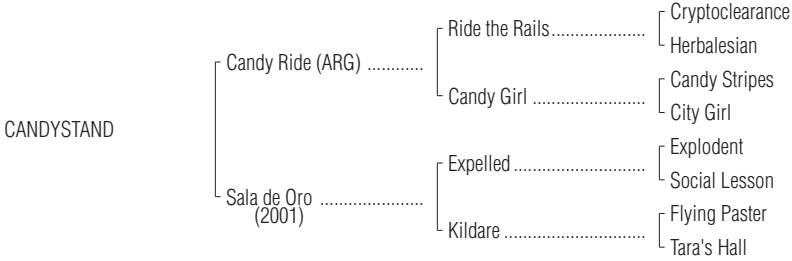 Cryptoclearance
Ride the Rails....................
Herbalesian
Candy Ride (ARG) ............
Candy Stripes
Candy Girl ........................
City Girl
CANDYSTAND
Explodent
Expelled............................
Social Lesson
Sala de Oro ......................
(2001)
Flying Paster
Kildare ..............................
Tara's Hall